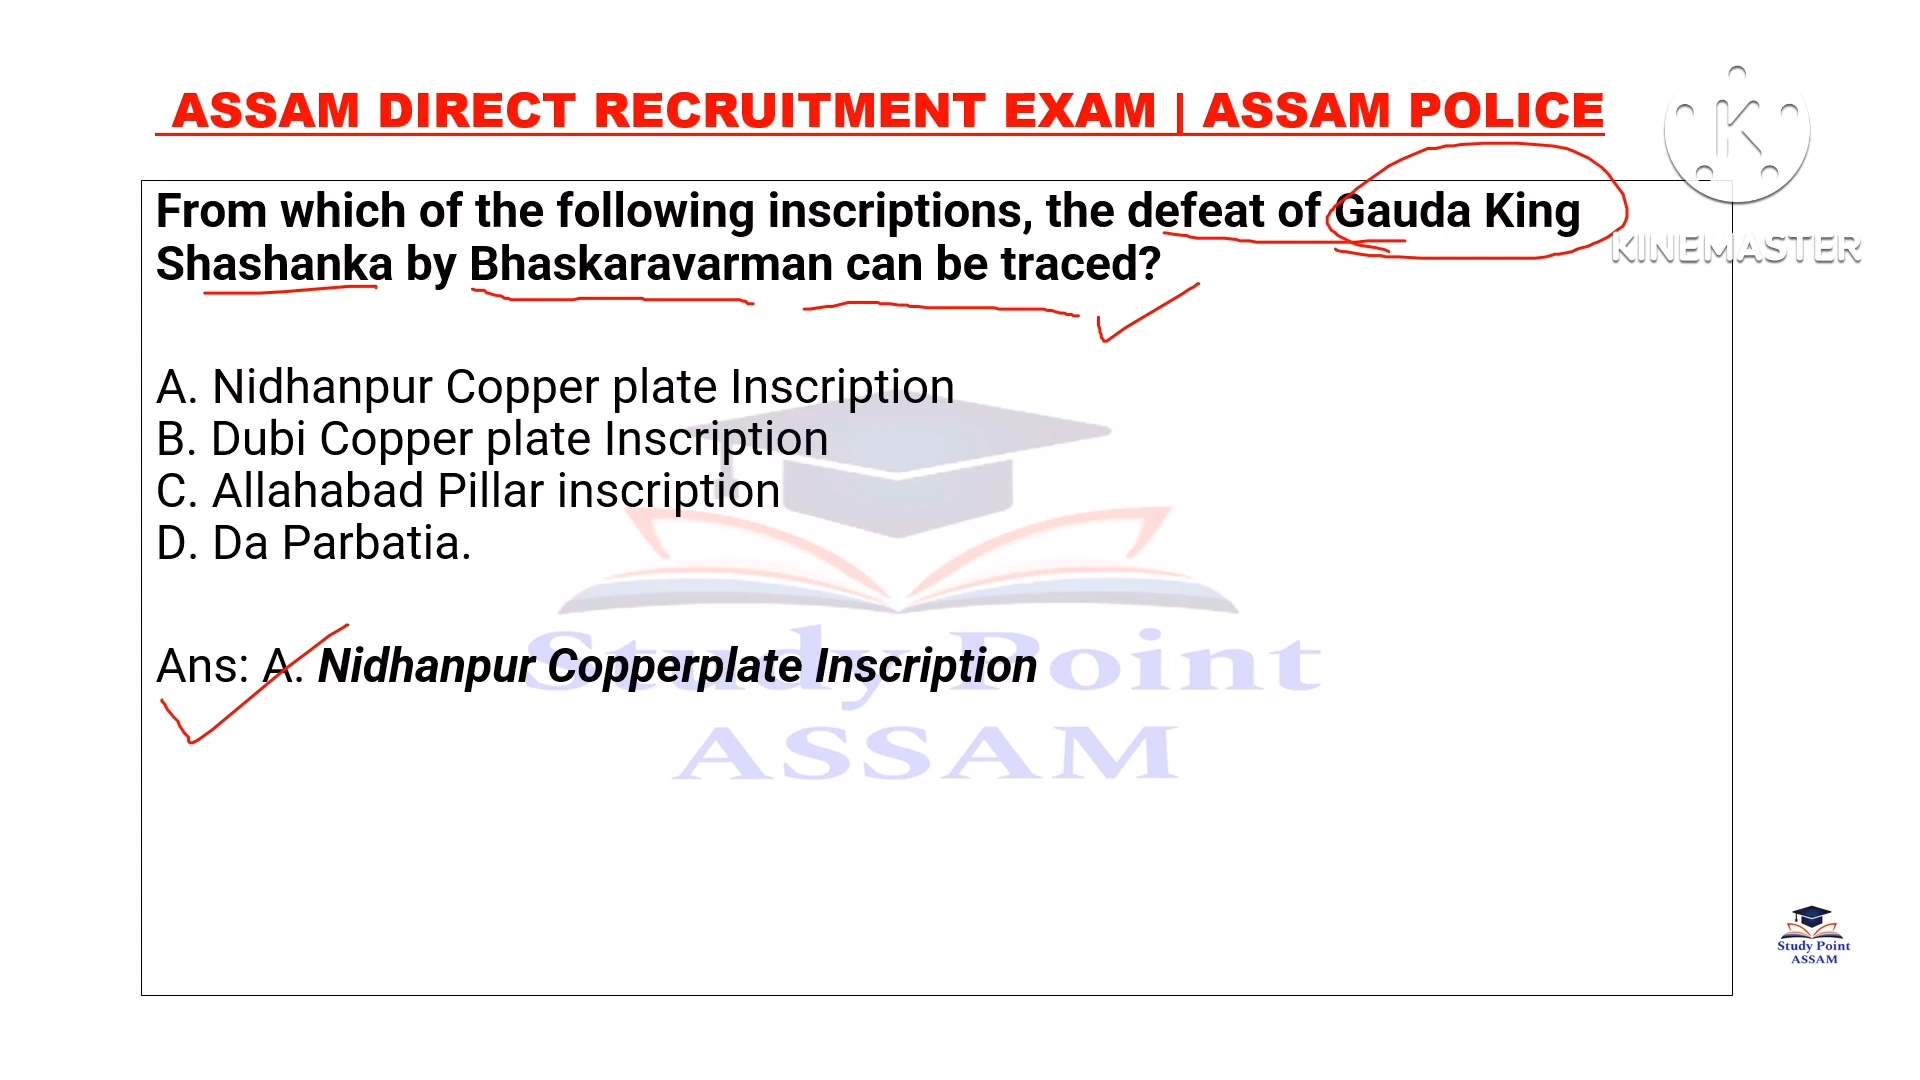 ASSAM DIRECT RECRUITMENT EXAM | ASSAM POLICE
K
KINEMASTER
From which of the following inscriptions, the defeat of Gauda King
Shashanka by Bhaskaravarman can be traced?
A. Nidhanpur Copper plate Inscription
B. Dubi Copper plate Inscription
C. Allahabad Pillar inscription
D. Da Parbatia.
Ans: A. Nidhanpur Copperplate Inscription
Study Point
ASSAM
Study Point
ASSAM